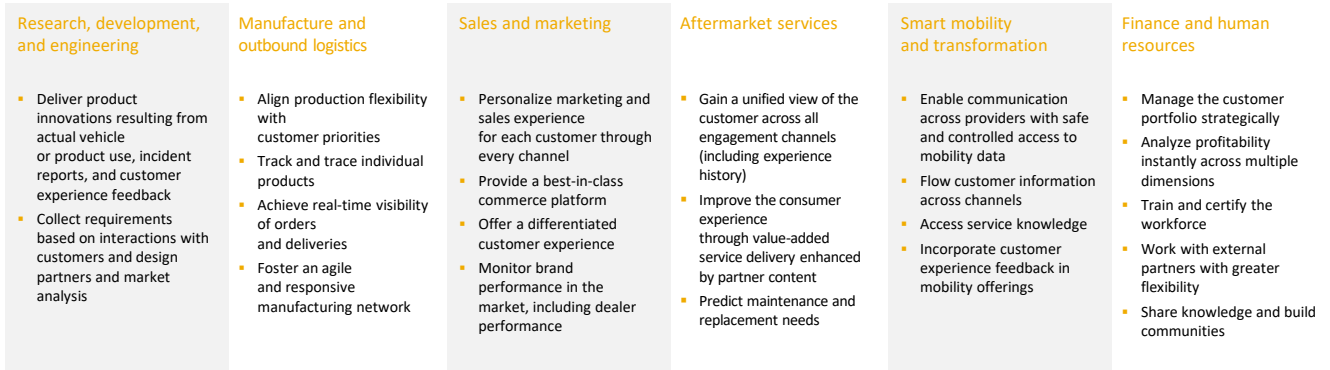 Research, development,
and engineering
▪ Deliver product
innovations resulting from
actual vehicle
or product use, incident
reports, and customer
experience feedback
▪ Collect requirements
based on interactions with
customers and design
partners and market
analysis
Manufacture and
outbound logistics
▪ Align production flexibility
with
customer priorities
▪ Track and trace individual
products
▪ Achieve real-time visibility
of orders
and deliveries
▪ Foster an agile
and responsive
manufacturing network
Sales and marketing
▪ Personalize marketing and
sales experience
for each customer through
every channel
▪ Provide a best-in-class
commerce platform
▪ Offer a differentiated
customer experience
▪ Monitor brand
performance in the
market, including dealer
performance
Aftermarket services
▪ Gain a unified view of the
customer across all
engagement channels
(including experience
history)
▪ Improve the consumer
experience
through value-added
service delivery enhanced
by partner content
▪ Predict maintenance and
replacement needs
Smart mobility
and transformation
▪ Enable communication
across providers with safe
and controlled access to
mobility data
▪ Flow customer information
across channels
▪ Access service knowledge
▪ Incorporate customer
experience feedback in
mobility offerings
Finance and human
resources
▪ Manage the customer
portfolio strategically
▪ Analyze profitability
instantly across multiple
dimensions
▪ Train and certify the
workforce
▪ Work with external
partners with greater
flexibility
▪ Share knowledge and build
communities